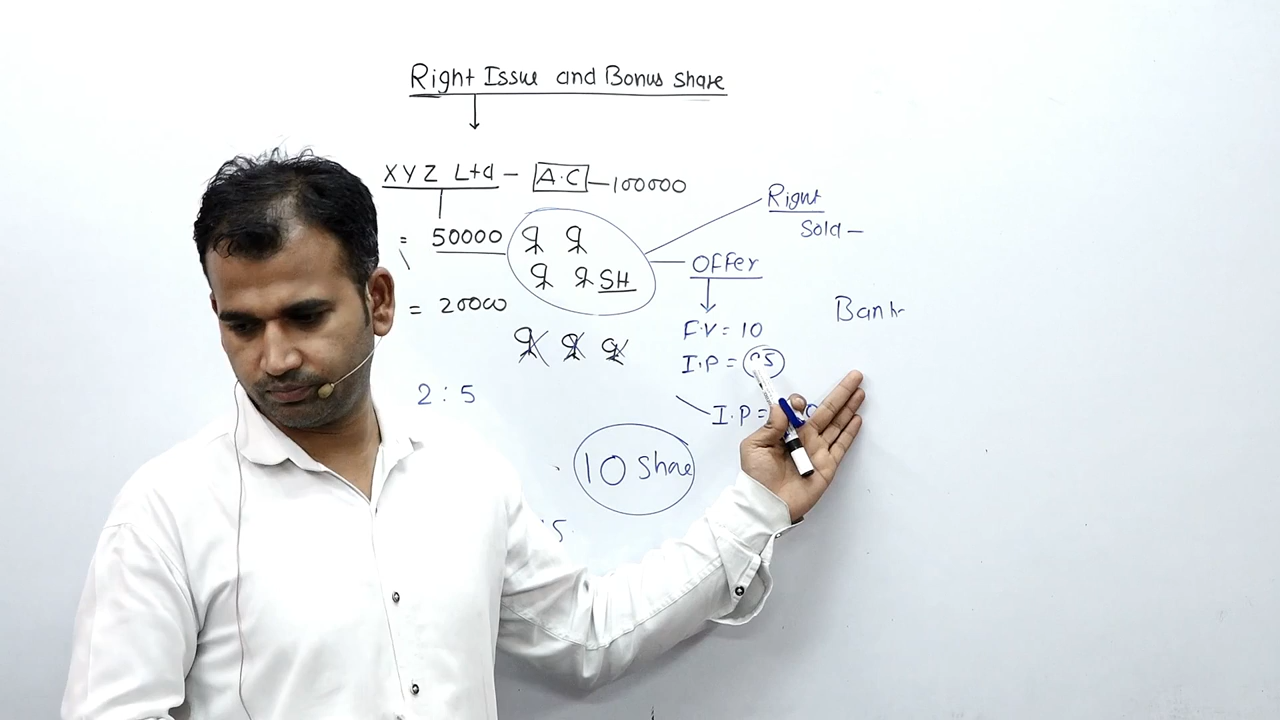 Right Issue and Bonus Share
XYZ Ltd – A.C – 100000
Right
Sold –
= 50000 SH
Offer
= 20000
F.V = 10
Bank
I.P =
2 : 5
I.P =
10 Share